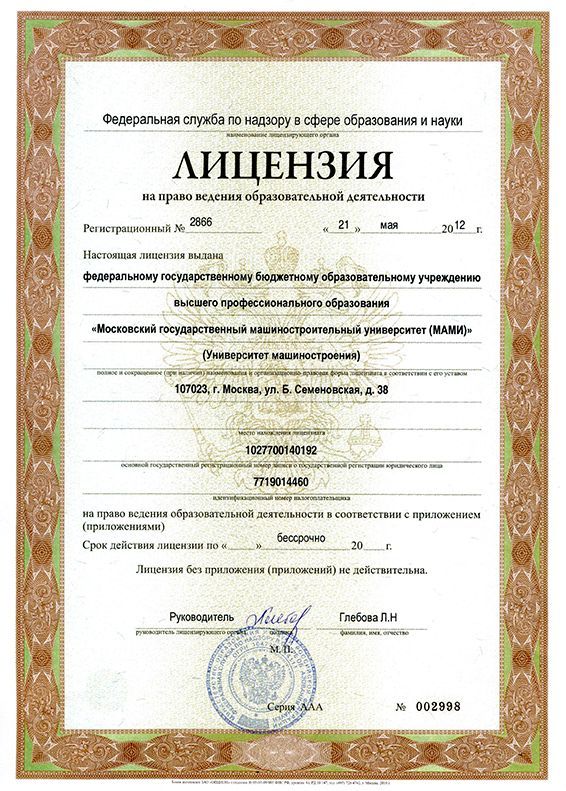 Федеральная служба по надзору в сфере образования и науки
наименование лицензирующего органа
ЛИЦЕНЗИЯ
на право ведения образовательной деятельности
Регистрационный № 2866 « 21 » мая 2012 г.
Настоящая лицензия выдана
федеральному государственному бюджетному образовательному учреждению
высшего профессионального образования
«Московский государственный машиностроительный университет (МАМИ)»
(Университет машиностроения)
полное и сокращенное (при наличии) наименования и организационно-правовая форма лицензиата в соответствии с его уставом
107023, г. Москва, ул. Б. Семеновская, д. 38
место нахождения лицензиата
1027700140192
основной государственный регистрационный номер записи о государственной регистрации юридического лица
7719014460
идентификационный номер налогоплательщика
на право ведения образовательной деятельности в соответствии с приложением
(приложениями)
Срок действия лицензии по « » бессрочно 20 г.
Лицензия без приложения (приложений) не действительна.
Руководитель Глебова Л.Н
руководитель лицензирующего органа подпись фамилия, имя, отчество
М. П.
Серия ААА № 002998